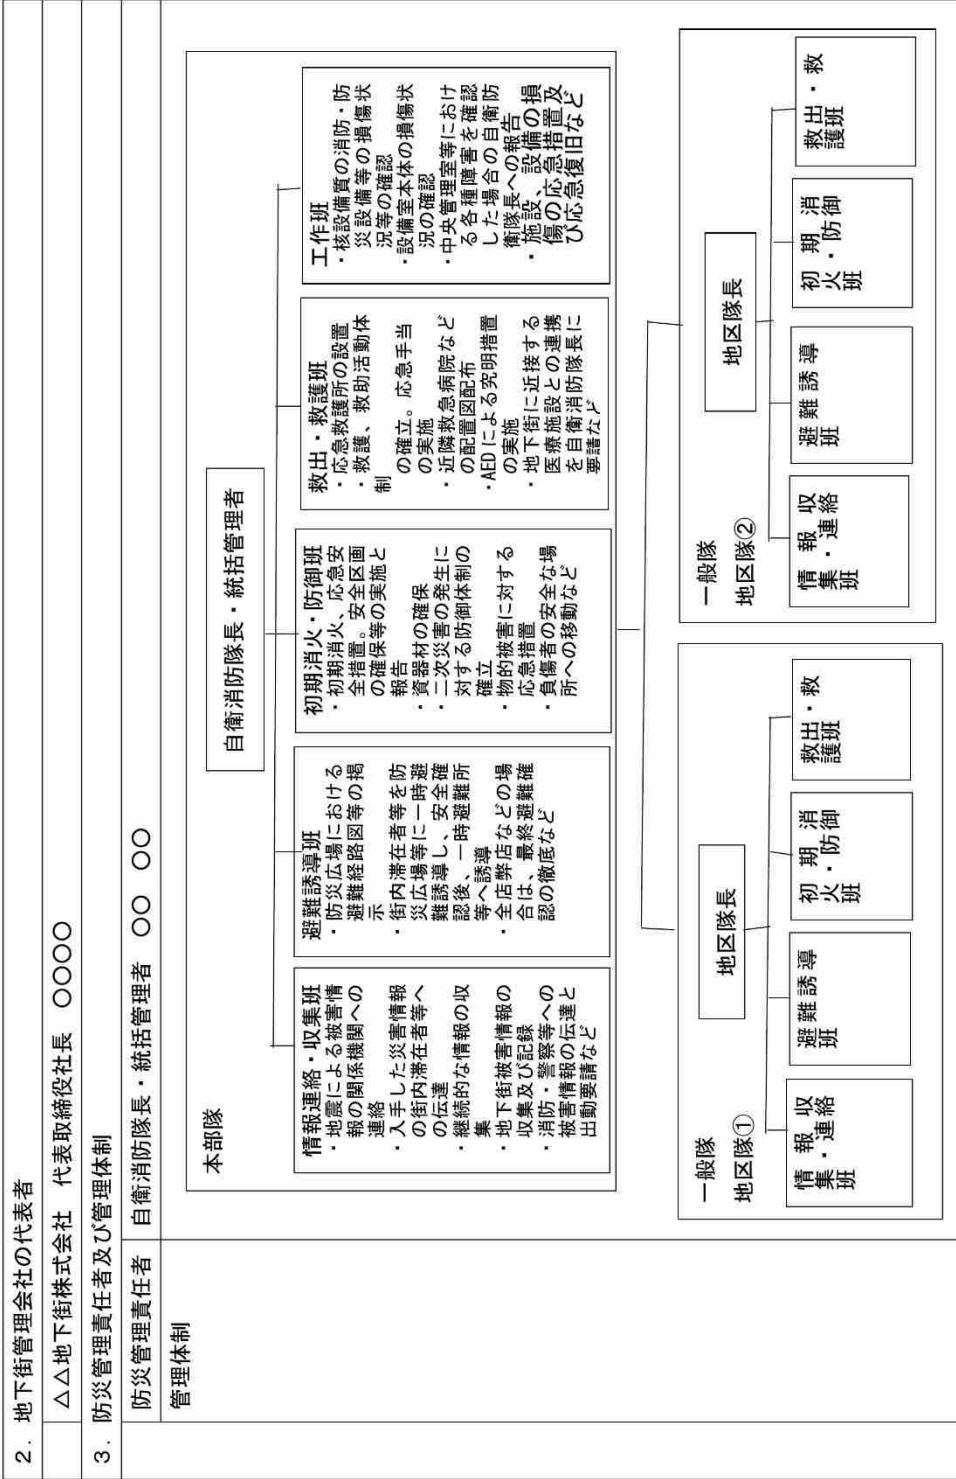 2. 地下街管理会社の代表者
△△地下街株式会社　代表取締役社長　〇〇〇〇
3. 防災管理責任者及び管理体制
防災管理責任者
自衛消防隊長・統括管理者　〇〇　〇〇
管理体制
本部隊
自衛消防隊長・統括管理者
情報連絡・収集班
・地震による被害情
報の関係機関への
連絡
・入手した災害情報
の街内滞在者等へ
の伝達
・継続的な情報の収
集
・地下街被害情報の
収集及び記録
・消防・警察等への
被害情報の伝達と
出動要請など
避難誘導班
・防災広場における
避難経路図等の掲
示
・街内滞在者等を防
災広場等に一時避
難誘導し、安全確
認後、一時避難所
等へ誘導
・全店弊店などの場
合は、最終避難確
認の徹底など
初期消火・防御班
・初期消火、応急安
全措置。安全区画
の確保等の実施と
報告
・資器材の確保
・二次災害の発生に
対する防御体制の
確立
・物的被害に対する
応急措置
・負傷者の安全な場
所への移動など
救出・救護班
・応急救護所の設置
・救護、救助活動体
制
の確立。応急手当
の実施
・近隣救急病院など
の配置図配布
・AEDによる究明措置
の実施
・地下街に近接する
医療施設との連携
を自衛消防隊長に
要請など
工作班
・核設備質の消防・防
災設備等の損傷状
況等の確認
・設備室本体の損傷状
況の確認
・中央管理室等におけ
る各種障害を確認
した場合の自衛防
衛隊長への報告
・施設、設備の損
傷の応急措置及
び応急復旧など
一般隊
地区隊①
地区隊長
情報収
集・連絡
班
避難誘導
班
初期消
火・防御
班
救出・救
護班
一般隊
地区隊②
地区隊長
情報収
集・連絡
班
避難誘導
班
初期消
火・防御
班
救出・救
護班